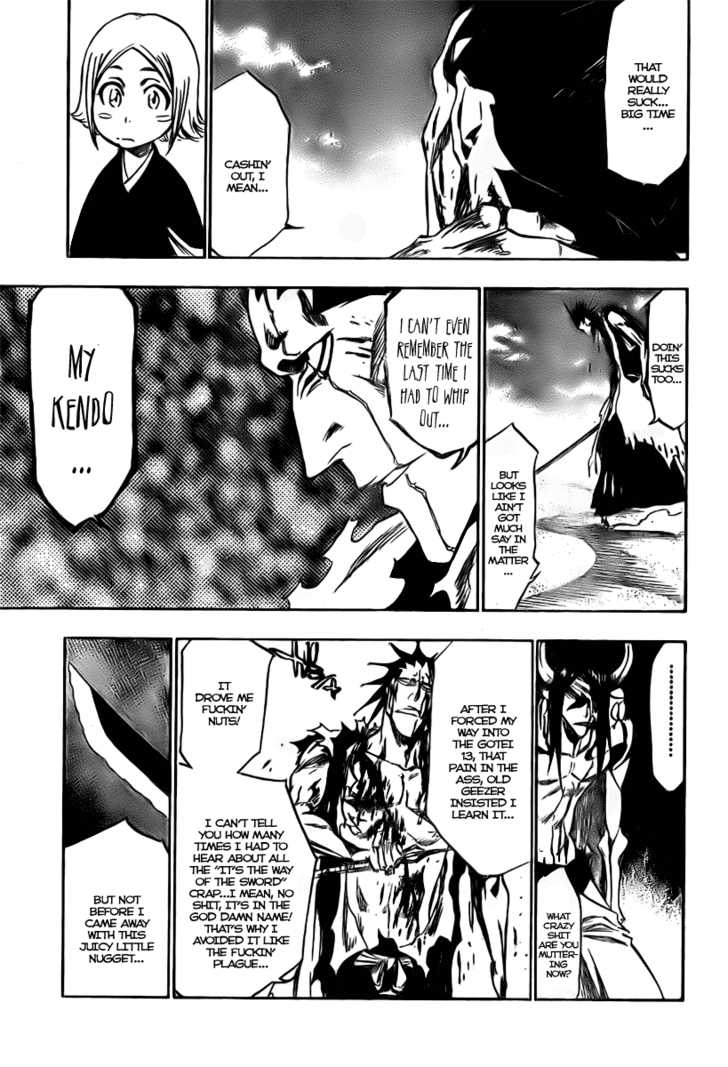 THAT
WOULD
REALLY
SUCK...
BIG TIME
...
CASHIN'
OUT, I
MEAN...
DOIN'
THIS
SUCKS
TOO...
BUT
LOOKS
LIKE I
AIN'T
GOT
MUCH
SAY IN
THE
MATTER
...
I CAN'T EVEN
REMEMBER THE
LAST TIME I
HAD TO WHIP
OUT...
MY
KENDO
...
..............
WHAT
CRAZY
SHIT
ARE YOU
MUTTER-
ING
NOW?
AFTER I
FORCED MY
WAY INTO
THE GOTEI
13, THAT
PAIN IN THE
ASS, OLD
GEEZER
INSISTED I
LEARN IT...
IT
DROVE ME
FUCKIN'
NUTS!
I CAN'T TELL
YOU HOW MANY
TIMES I HAD TO
HEAR ABOUT ALL
THE "IT'S THE WAY
OF THE SWORD"
CRAP...I MEAN, NO
SHIT, IT'S IN THE
GOD DAMN NAME!
THAT'S WHY I
AVOIDED IT LIKE
THE FUCKIN'
PLAGUE...
BUT NOT
BEFORE I
CAME AWAY
WITH THIS
JUICY LITTLE
NUGGET...